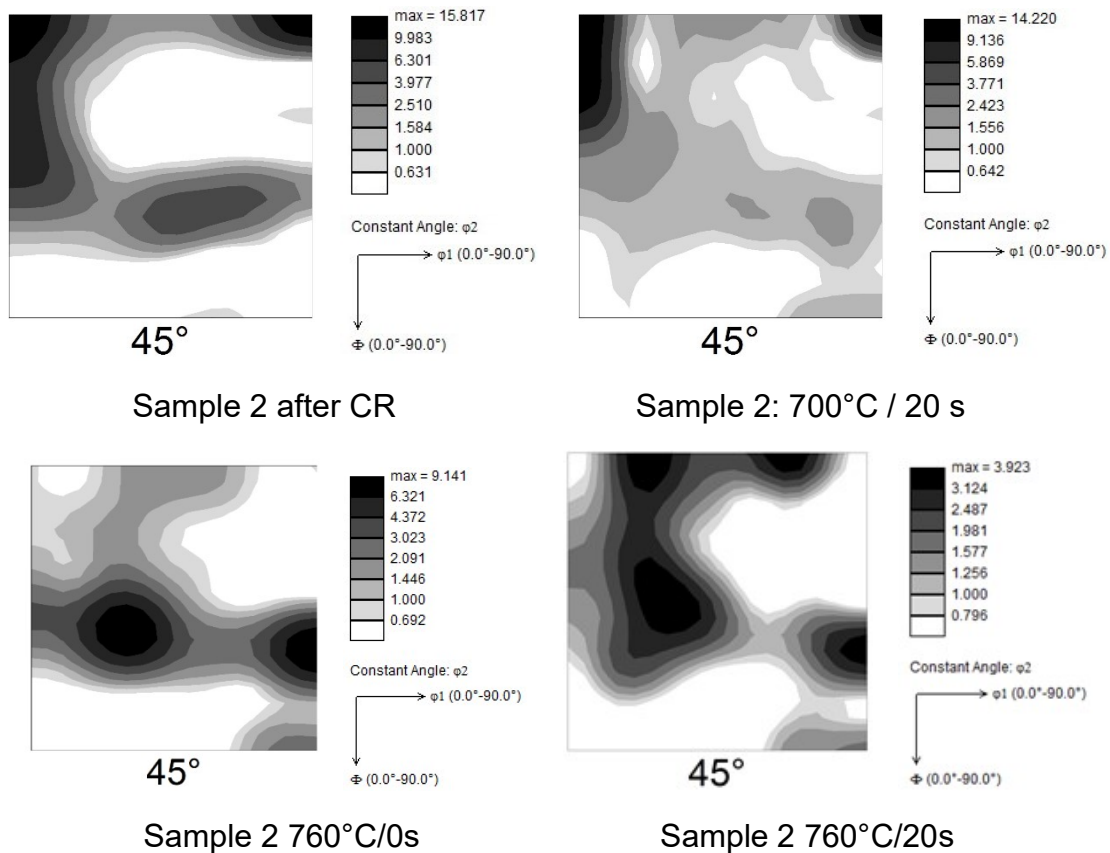 max = 15.817
9.983
6.301
3.977
2.510
1.584
1.000
0.631
Constant Angle: φ2
φ1 (0.0°-90.0°)
Φ (0.0°-90.0°)
45°
Sample 2 after CR
max = 14.220
9.136
5.869
3.771
2.423
1.556
1.000
0.642
Constant Angle: φ2
φ1 (0.0°-90.0°)
Φ (0.0°-90.0°)
45°
Sample 2: 700°C / 20 s
max = 9.141
6.321
4.372
3.023
2.091
1.446
1.000
0.692
Constant Angle: φ2
φ1 (0.0°-90.0°)
Φ (0.0°-90.0°)
45°
Sample 2 760°C/0s
max = 3.923
3.124
2.487
1.981
1.577
1.256
1.000
0.796
Constant Angle: φ2
φ1 (0.0°-90.0°)
Φ (0.0°-90.0°)
45°
Sample 2 760°C/20s